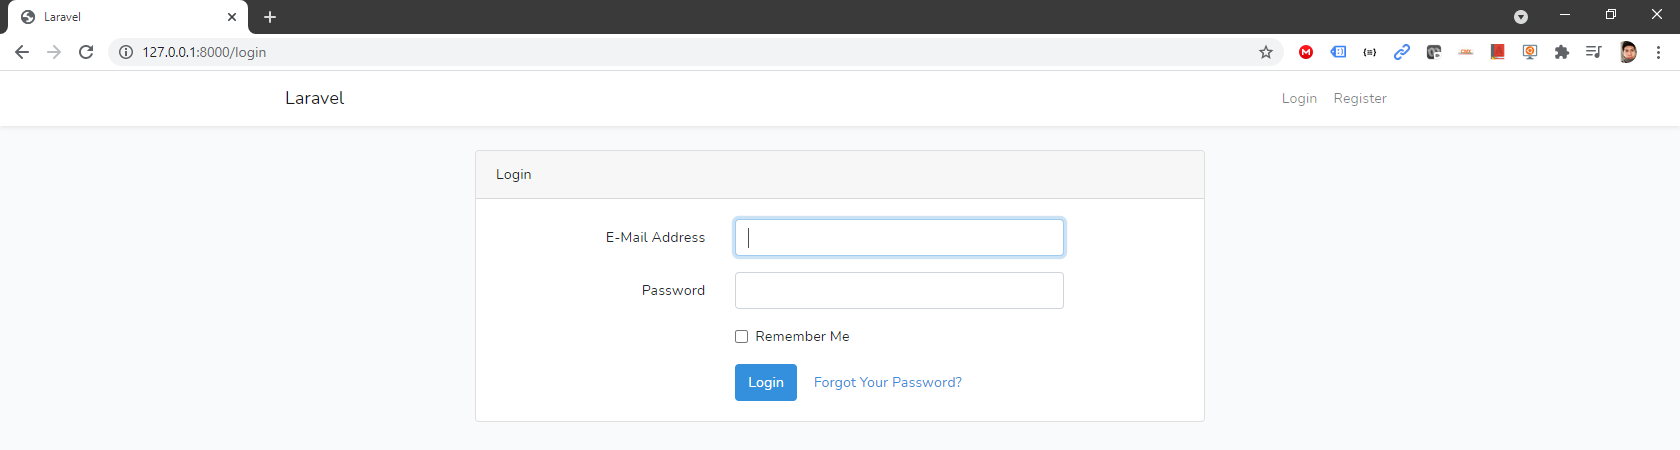 Laravel
127.0.0.1:8000/login
Laravel
Login Register
Login
E-Mail Address
Password
Remember Me
Login Forgot Your Password?